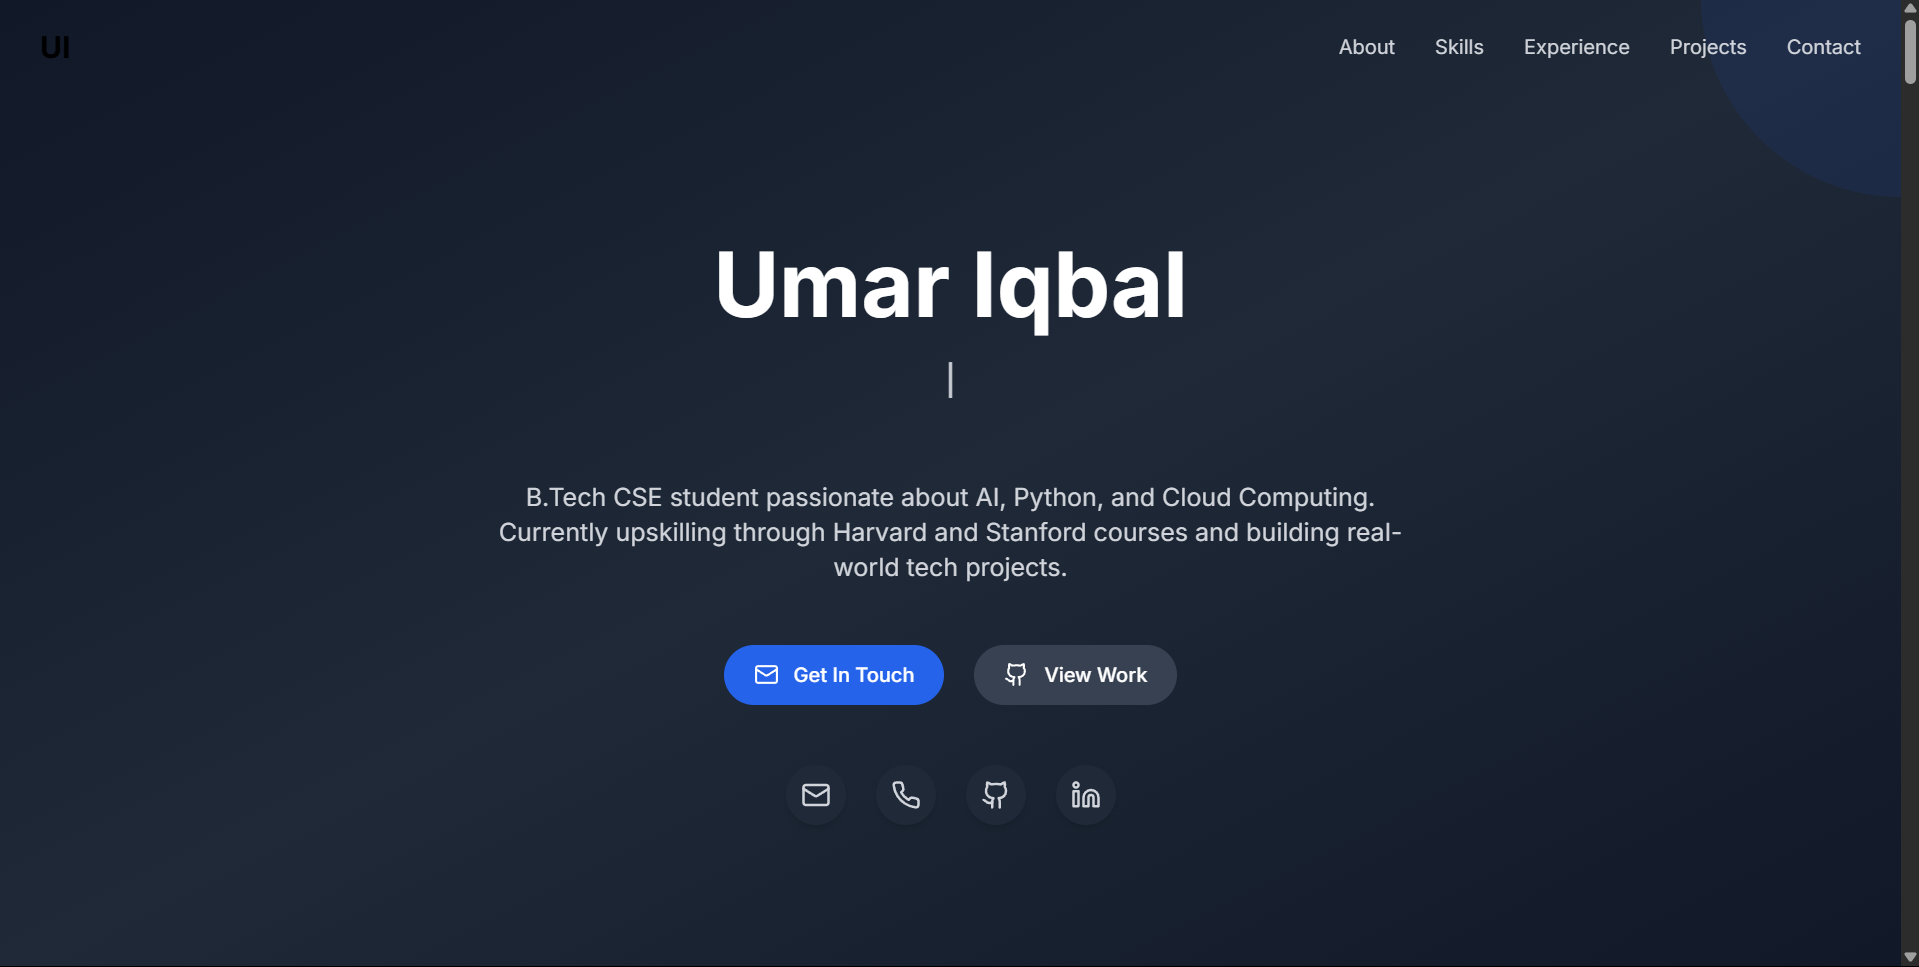 UI
About Skills Experience Projects Contact
Umar Iqbal
|
B.Tech CSE student passionate about AI, Python, and Cloud Computing.
Currently upskilling through Harvard and Stanford courses and building real-
world tech projects.
Get In Touch View Work